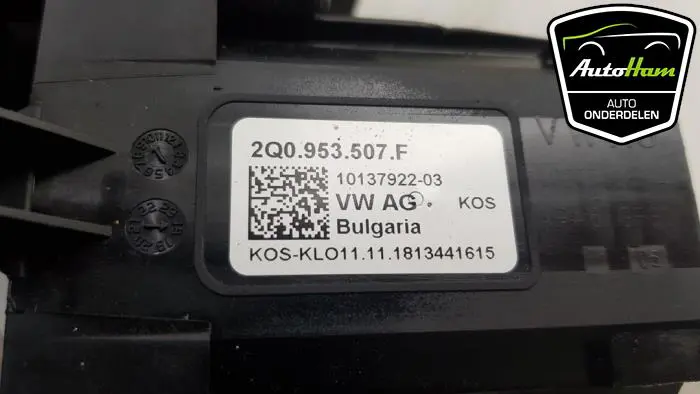 AutoHam
AUTO
ONDERDELEN
2Q0.953.507.F
10137922-03
VW AG. KOS
Bulgaria
KOS-KLO11.11.1813441615